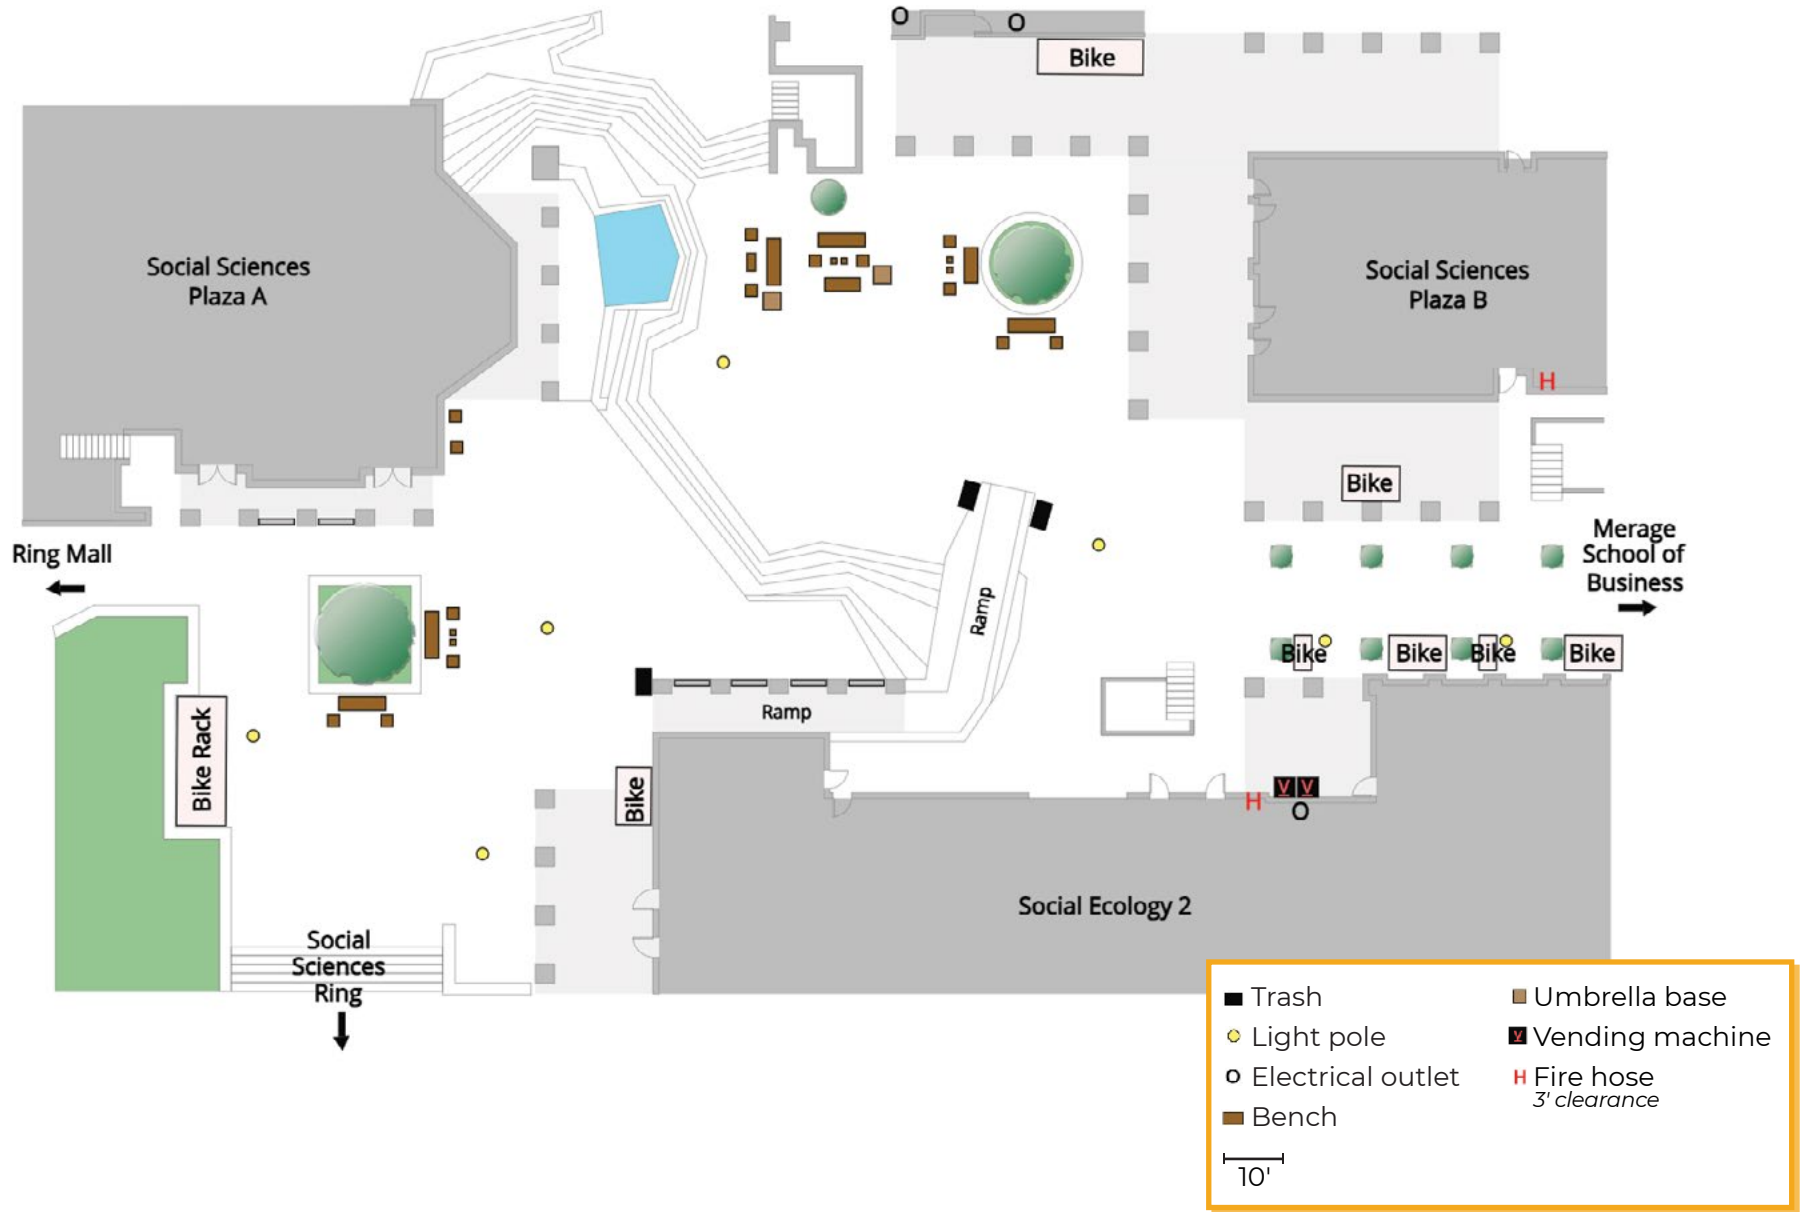 O
O
Bike
Social Sciences
Plaza A
Social Sciences
Plaza B
H
Bike
Ring Mall
Merage
School of
Business
Ramp
Bike
Bike
Bike
Bike
Ramp
Bike Rack
Bike
V V
H
O
Social Ecology 2
Social
Sciences
Ring
Trash
Light pole
O Electrical outlet
Bench
10'
Umbrella base
V Vending machine
H Fire hose
3' clearance